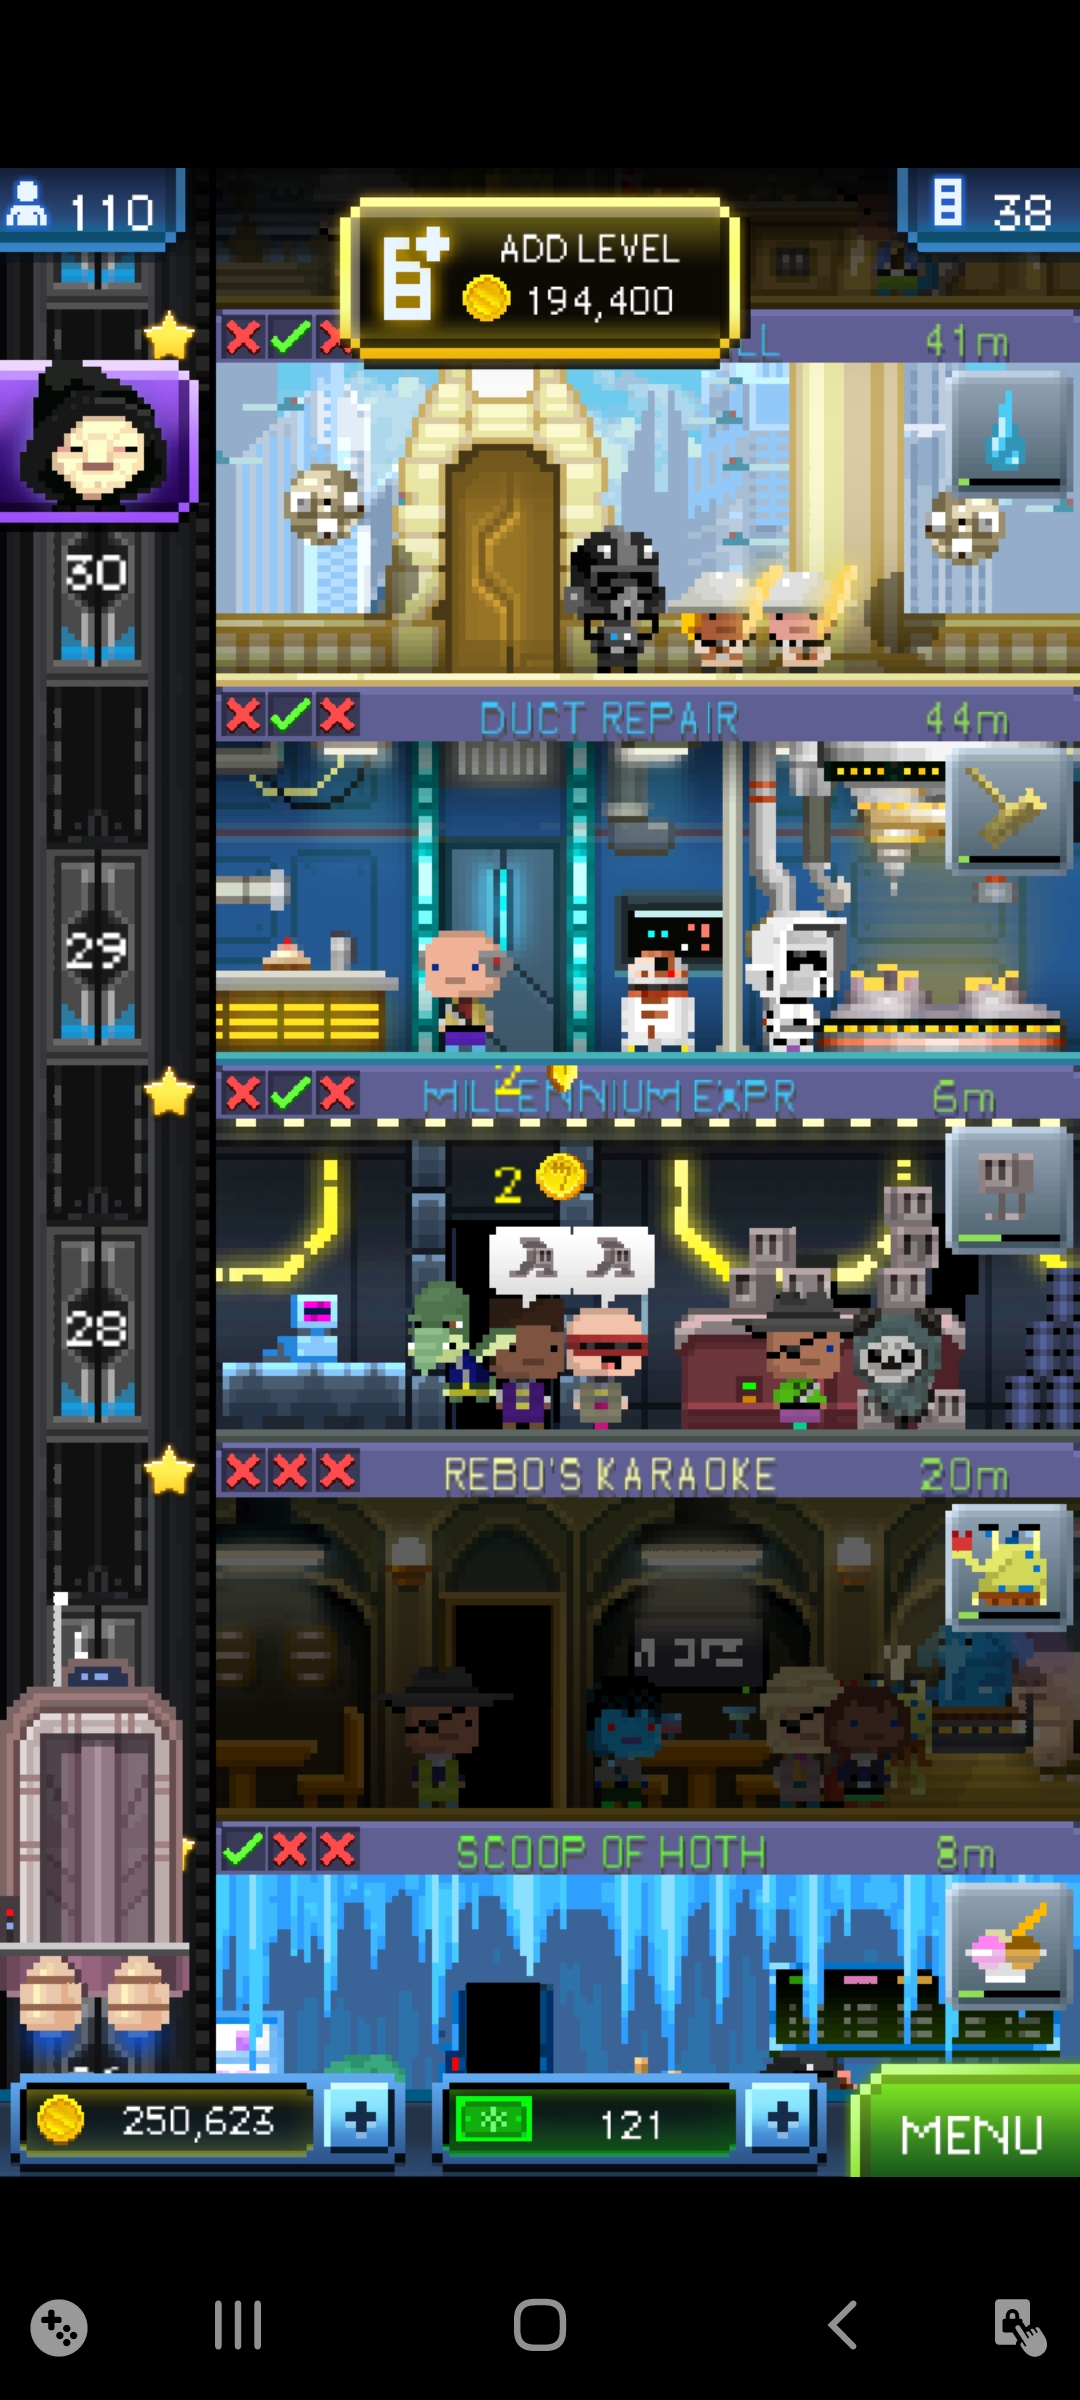 110
38
ADD LEVEL
194,400
LL
41m
30
DUCT REPAIR
44m
29
2
MILLENNIUM EXPR
6m
2
28
REBO'S KARAOKE
20m
SCOOP OF HOTH
8m
250,623
121
MENU